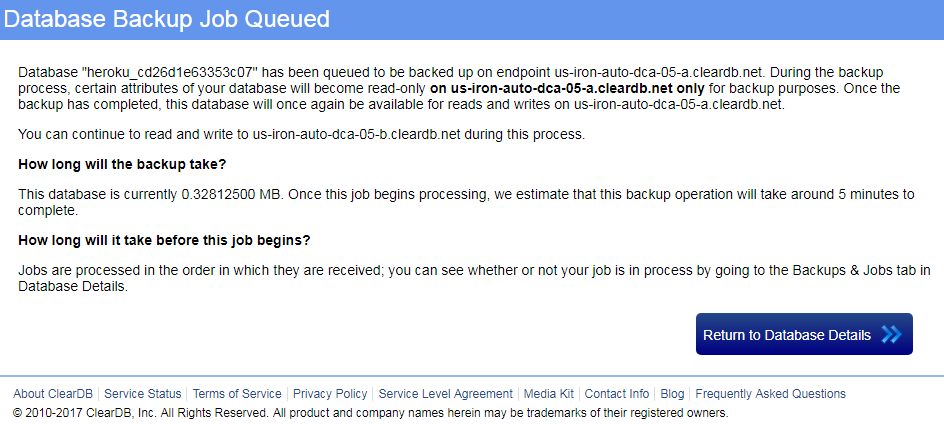 Database Backup Job Queued
Database "heroku_cd26d1e63353c07" has been queued to be backed up on endpoint us-iron-auto-dca-05-a.cleardb.net. During the backup
process, certain attributes of your database will become read-only on us-iron-auto-dca-05-a.cleardb.net only for backup purposes. Once the
backup has completed, this database will once again be available for reads and writes on us-iron-auto-dca-05-a.cleardb.net.
You can continue to read and write to us-iron-auto-dca-05-b.cleardb.net during this process.
How long will the backup take?
This database is currently 0.32812500 MB. Once this job begins processing, we estimate that this backup operation will take around 5 minutes to
complete.
How long will it take before this job begins?
Jobs are processed in the order in which they are received; you can see whether or not your job is in process by going to the Backups & Jobs tab in
Database Details.
Return to Database Details
About ClearDB | Service Status | Terms of Service | Privacy Policy | Service Level Agreement | Media Kit | Contact Info | Blog | Frequently Asked Questions
© 2010-2017 ClearDB, Inc. All Rights Reserved. All product and company names herein may be trademarks of their registered owners.